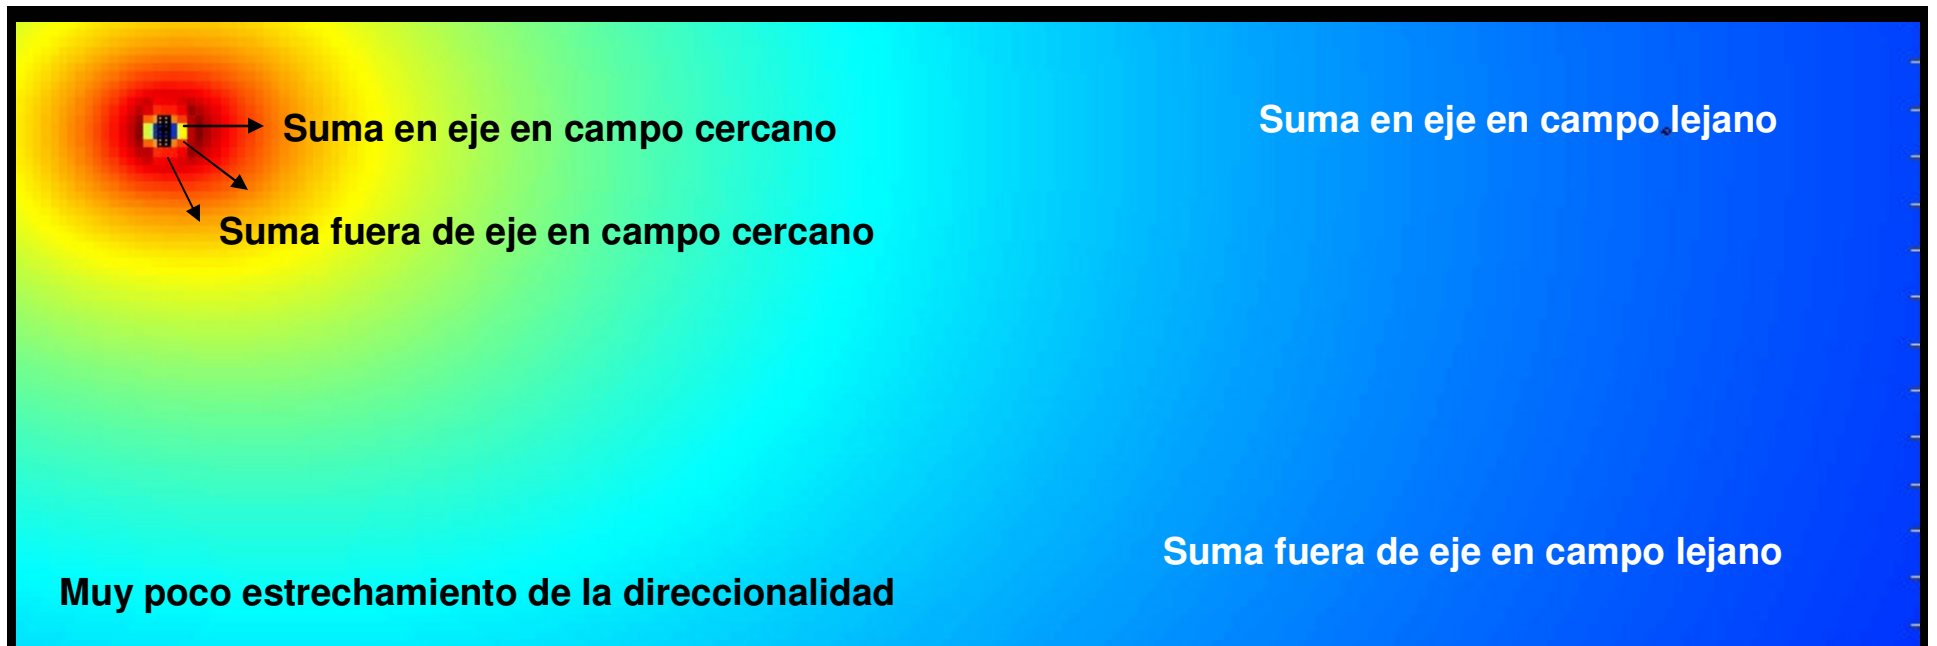 Suma en eje en campo cercano
Suma en eje en campo lejano
Suma fuera de eje en campo cercano
Suma fuera de eje en campo lejano
Muy poco estrechamiento de la direccionalidad